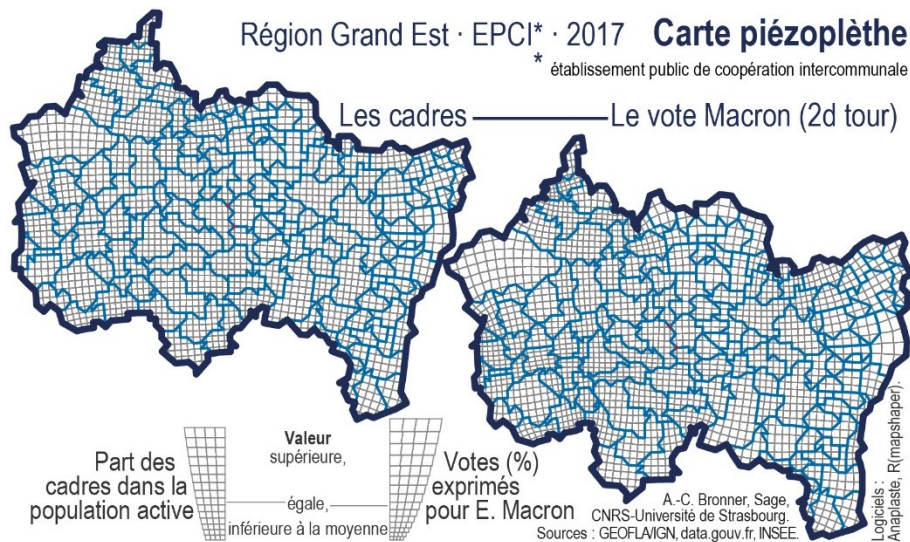 Région Grand Est · EPCI* · 2017 Carte piézoplèthe
* établissement public de coopération intercommunale
Les cadres Le vote Macron (2d tour)
Part des
cadres dans la
population active
Valeur
supérieure,
égale,
inférieure à la moyenne
Votes (%)
exprimés
pour E. Macron
A.-C. Bronner, Sage,
CNRS-Université de Strasbourg.
Sources : GEOFLA/IGN, data.gouv.fr, INSEE.
Logiciels :
Anaplaste, R(mapshaper).